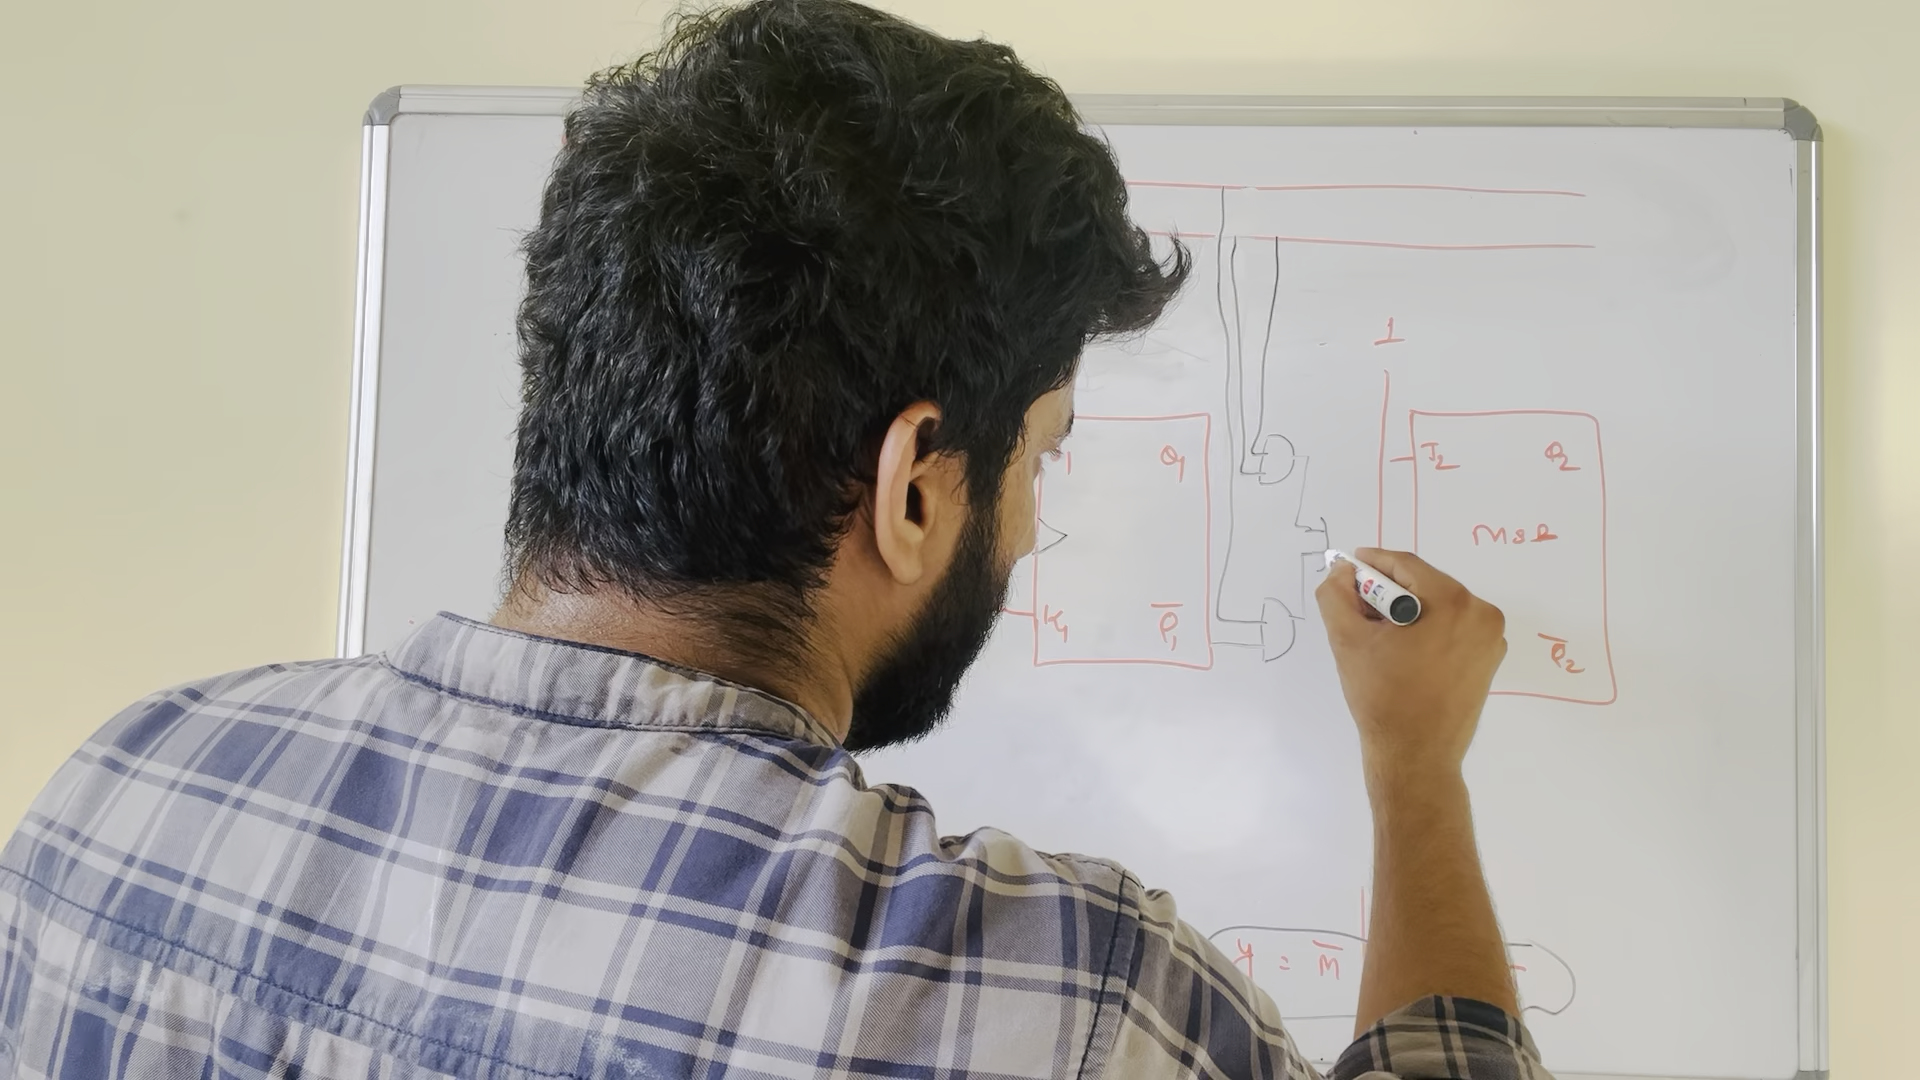 1
Q₁
J₂ Q₂
MSB
K₁ Q̅₁
Q̅₂
y = M̅